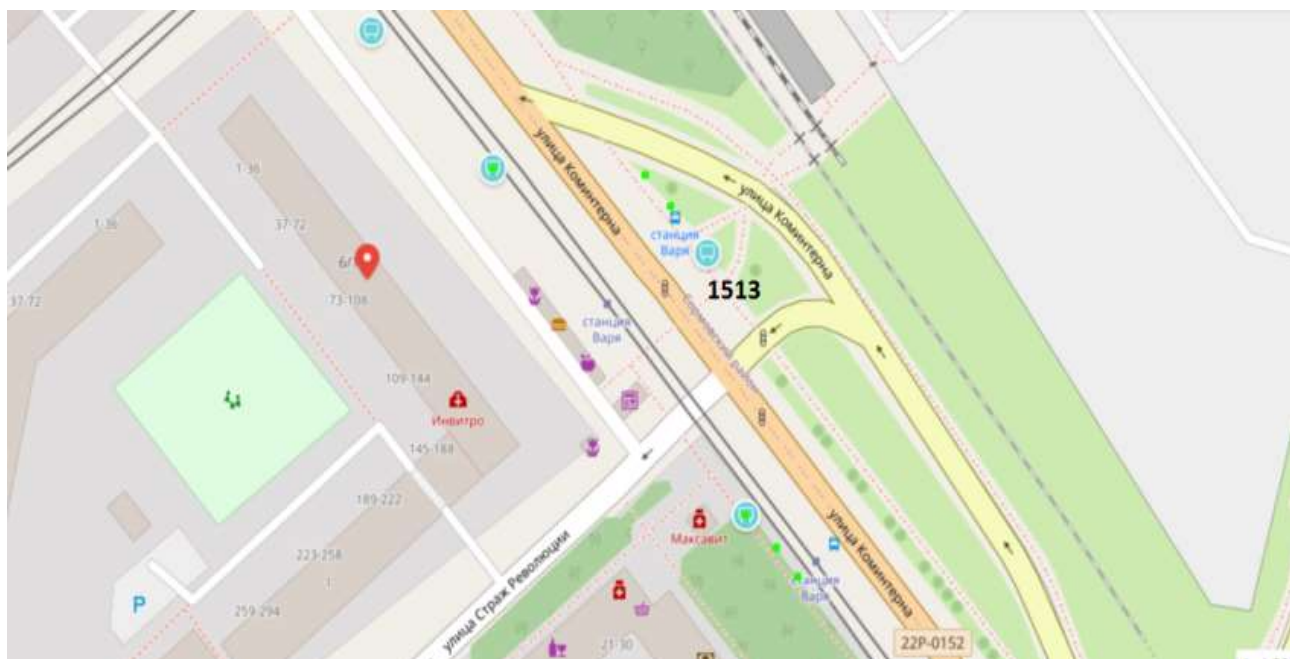 улица Коминтерна
улица Коминтерна
1-36
37-72
1-36
37-72
73-108
станция
Варя
1513
станция
Варя
109-144
Инвитро
145-188
189-222
223-258
259-294
Максавит
улица Коминтерна
станция
Варя
улица Страж Революции
21-30
22Р-0152
P